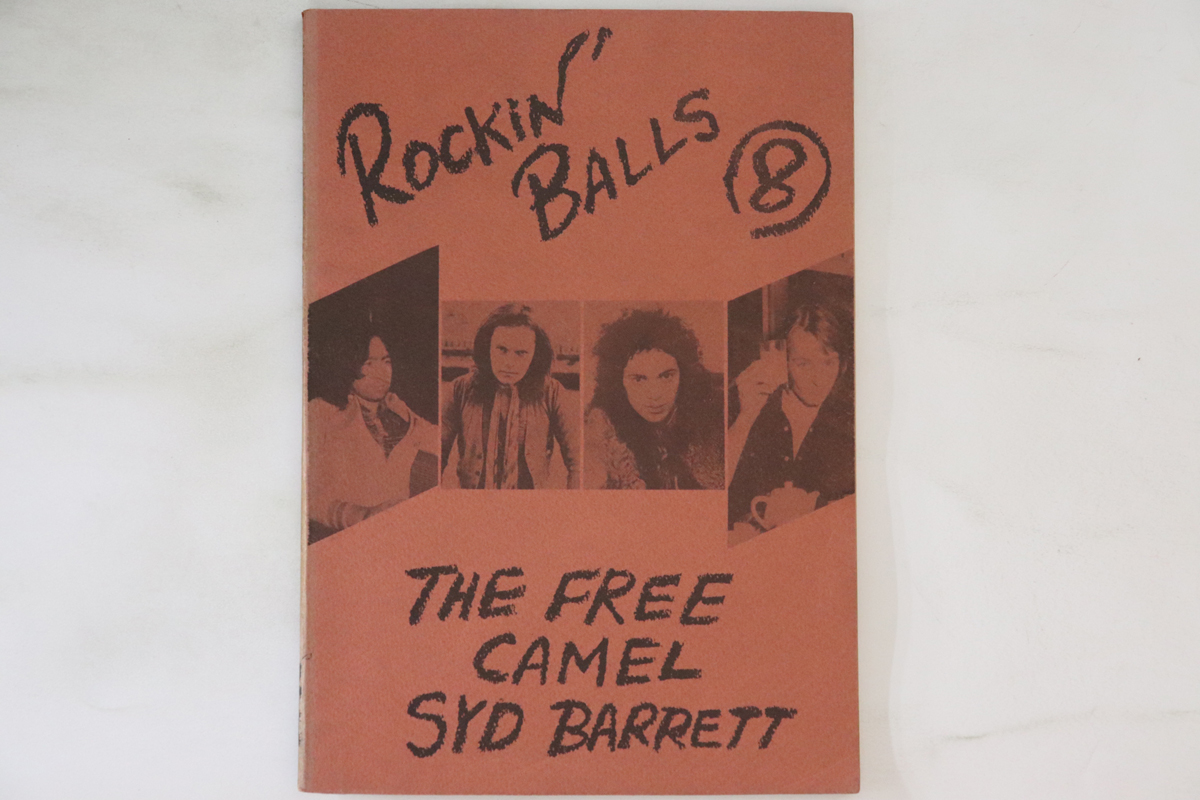 ROCKIN'
BALLS 8
THE FREE
CAMEL
SYD BARRETT